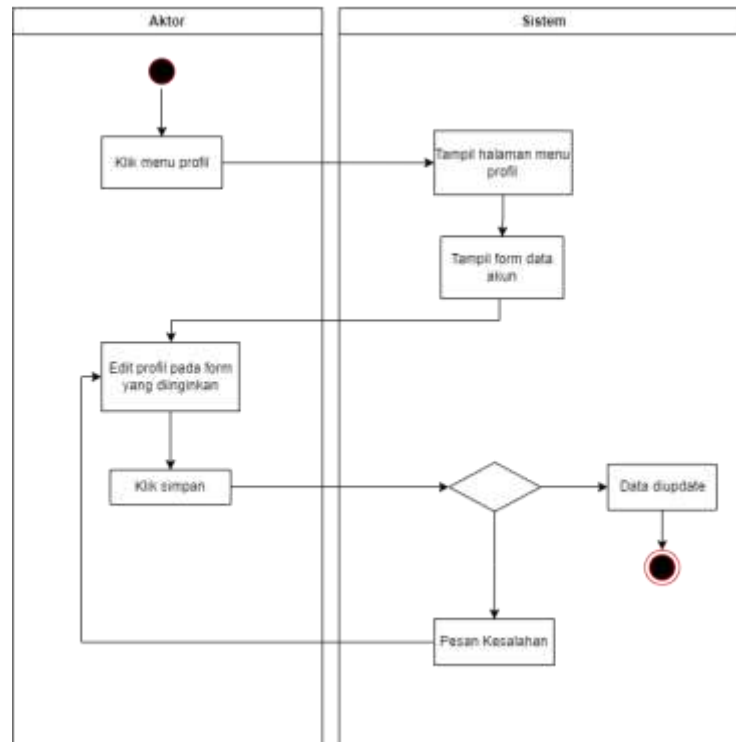 Aktor
Sistem
Klik menu profil
Tampil halaman menu
profil
Tampil form data
akun
Edit profil pada form
yang diinginkan
Klik simpan
Data diupdate
Pesan Kesalahan